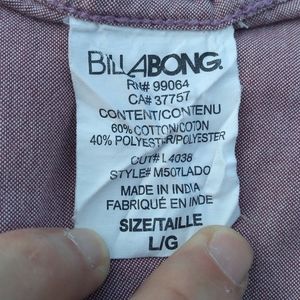 BILLABONG.
RN# 99064
CA# 37757
CONTENT/CONTENU
60% COTTON/COTON
40% POLYESTER/POLYESTER
CUT# L4038
STYLE# M507LADO
MADE IN INDIA
FABRIQUÉ EN INDE
SIZE/TAILLE
L/G